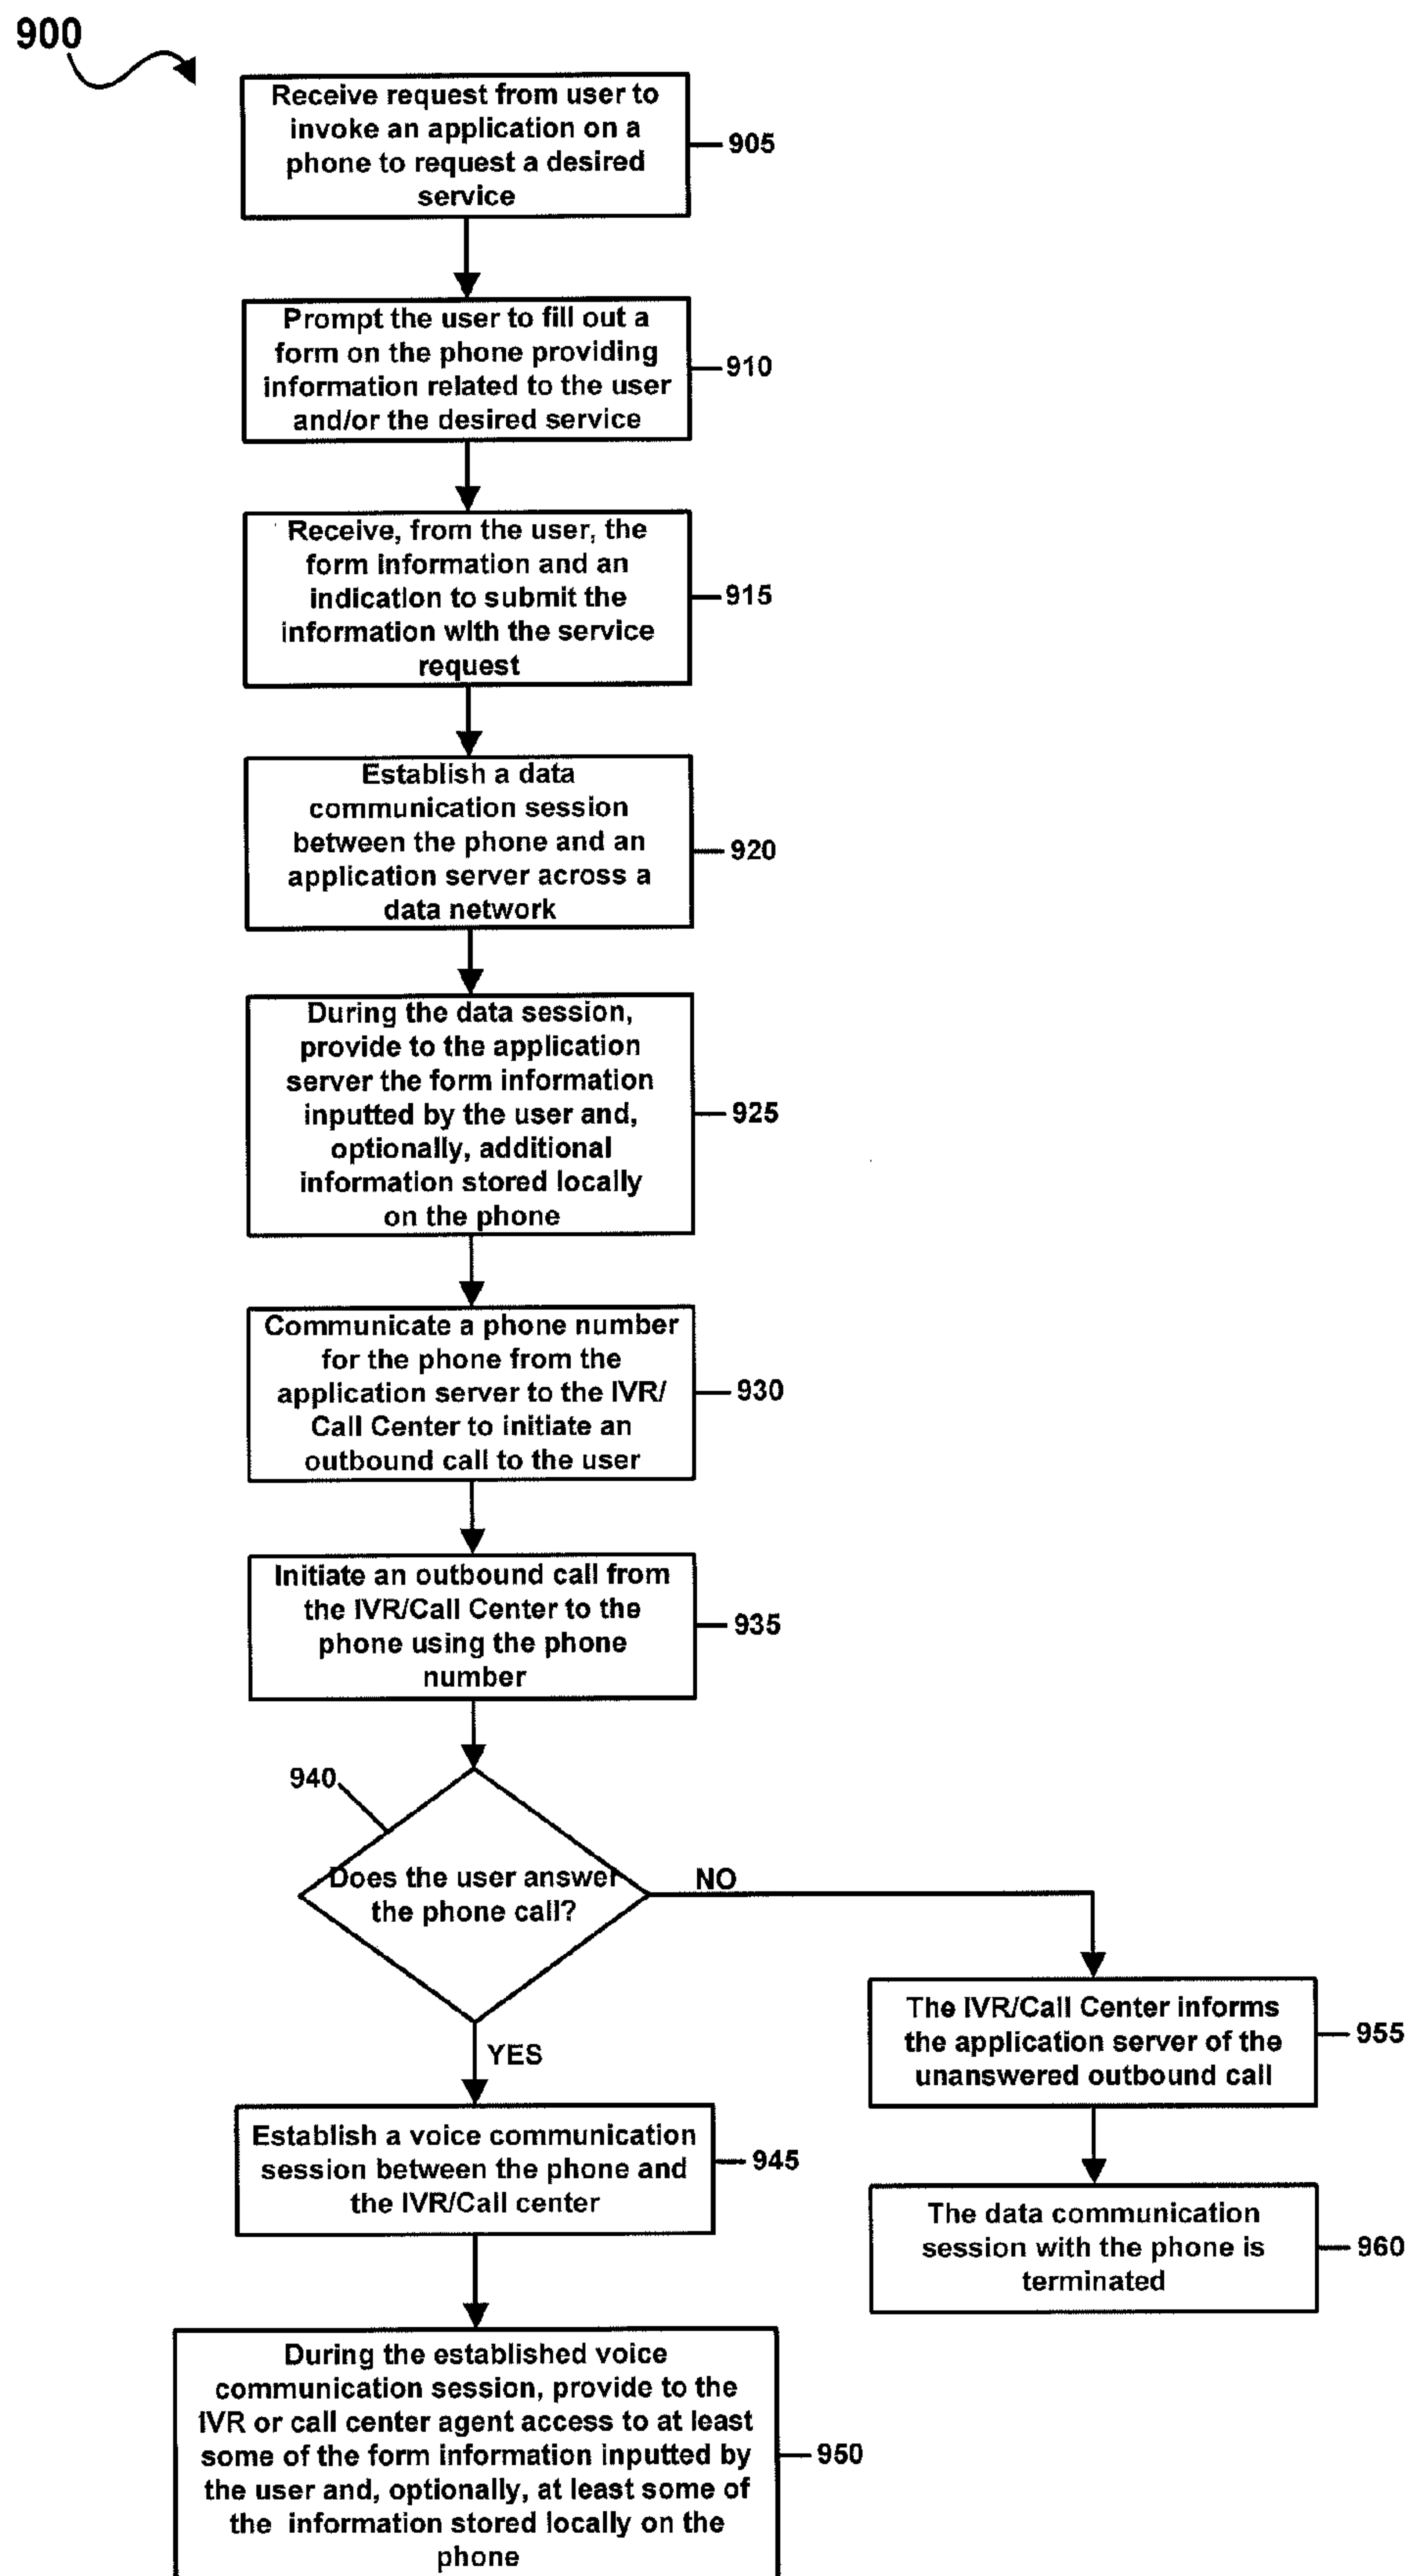 900
Receive request from user to
invoke an application on a
phone to request a desired
service
905
Prompt the user to fill out a
form on the phone providing
information related to the user
and/or the desired service
910
Receive, from the user, the
form information and an
indication to submit the
information with the service
request
915
Establish a data
communication session
between the phone and an
application server across a
data network
920
During the data session,
provide to the application
server the form information
inputted by the user and,
optionally, additional
information stored locally
on the phone
925
Communicate a phone number
for the phone from the
application server to the IVR/
Call Center to initiate an
outbound call to the user
930
Initiate an outbound call from
the IVR/Call Center to the
phone using the phone
number
935
940
Does the user answer
the phone call?
NO
YES
The IVR/Call Center informs
the application server of the
unanswered outbound call
955
Establish a voice communication
session between the phone and
the IVR/Call center
945
The data communication
session with the phone is
terminated
960
During the established voice
communication session, provide to the
IVR or call center agent access to at least
some of the form information inputted by
the user and, optionally, at least some of
the information stored locally on the
phone
950